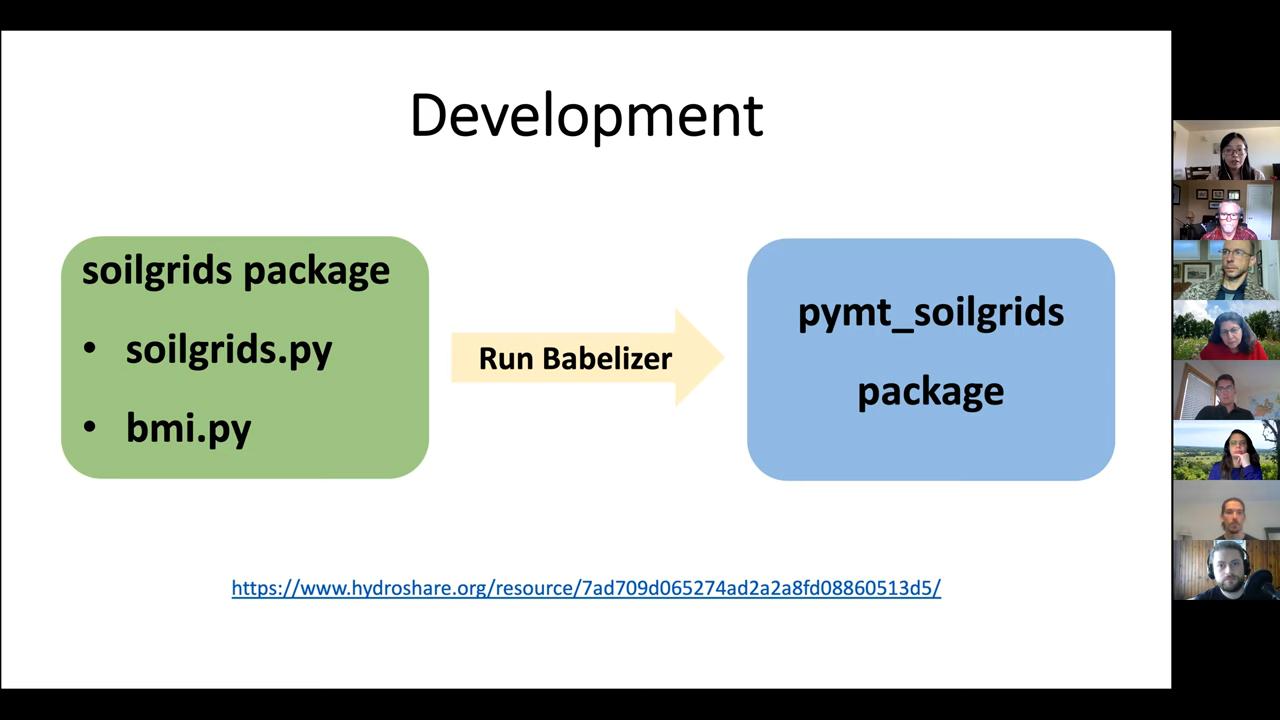 Development
soilgrids package
• soilgrids.py
• bmi.py
Run Babelizer
pymt_soilgrids
package
https://www.hydroshare.org/resource/7ad709d065274ad2a2a8fd08860513d5/